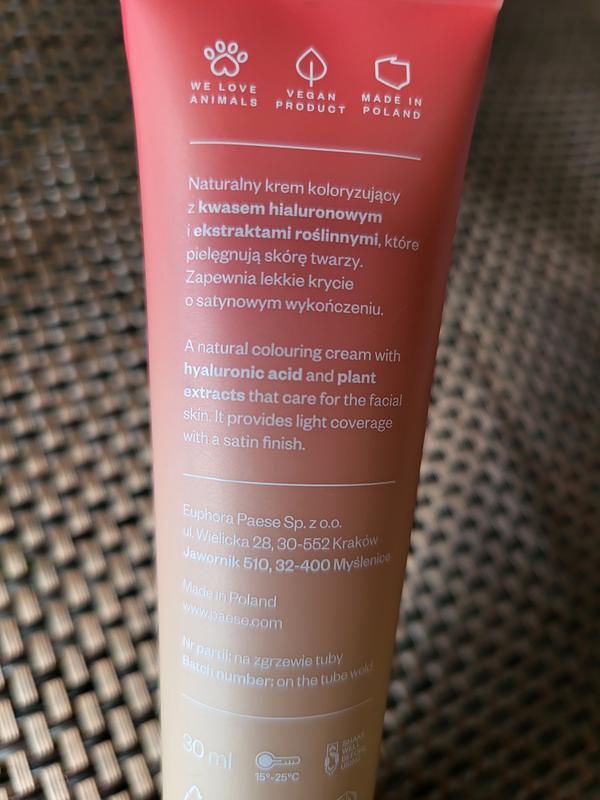 WE LOVE ANIMALS
VEGAN PRODUCT
MADE IN POLAND
Naturalny krem koloryzujący
z kwasem hialuronowym
i ekstraktami roślinnymi, które
pielęgnują skórę twarzy.
Zapewnia lekkie krycie
o satynowym wykończeniu.
A natural colouring cream with
hyaluronic acid and plant
extracts that care for the facial
skin. It provides light coverage
with a satin finish.
Euphora Paese Sp. z o.o.
ul. Wielicka 28, 30-552 Kraków
Jawornik 510, 32-400 Myślenice
Made in Poland
www.paese.com
Nr partii: na zgrzewie tuby
Batch number: on the tube weld
30 ml
15°-25°C
SHAKE
WELL
BEFORE
USING